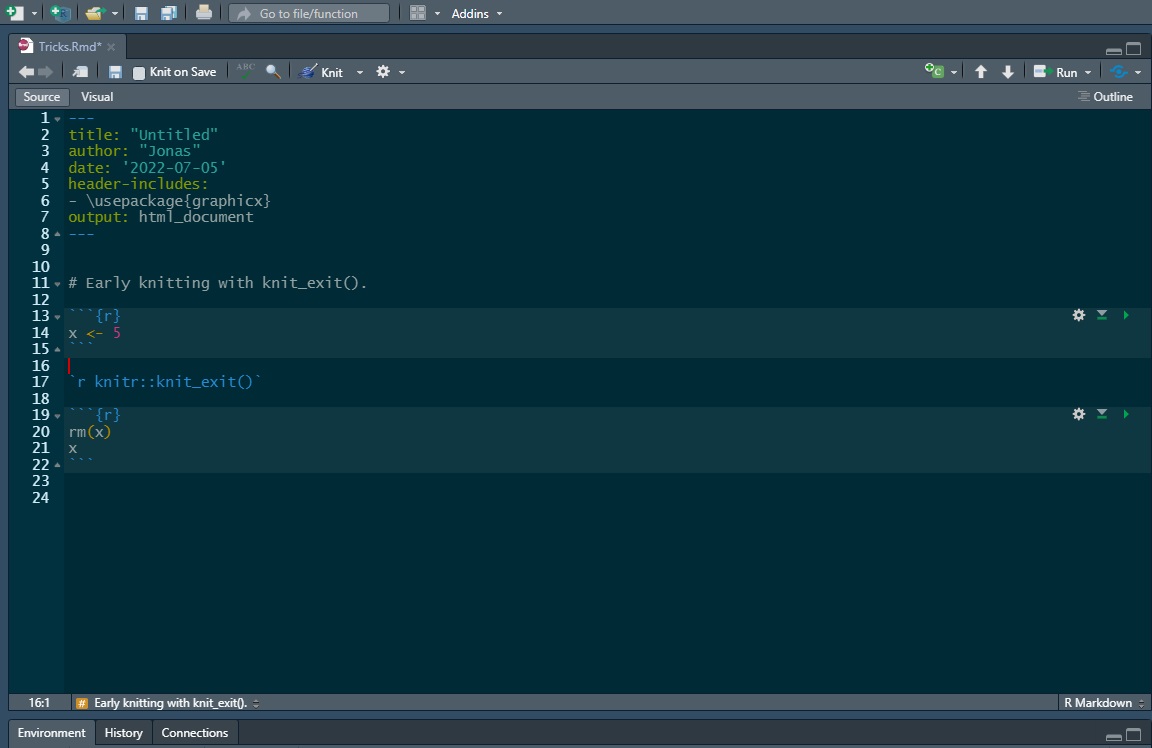 Go to file/function Addins
Tricks.Rmd*
Knit on Save ABC Knit Run
Source Visual Outline
1 ---
2 title: "Untitled"
3 author: "Jonas"
4 date: '2022-07-05'
5 header-includes:
6 - \usepackage{graphicx}
7 output: html_document
8 ---
9
10
11 # Early knitting with knit_exit().
12
13 ```{r}
14 x <- 5
15 ```
16
17 `r knitr::knit_exit()`
18
19 ```{r}
20 rm(x)
21 x
22 ```
23
24
16:1 # Early knitting with knit_exit(). R Markdown
Environment History Connections